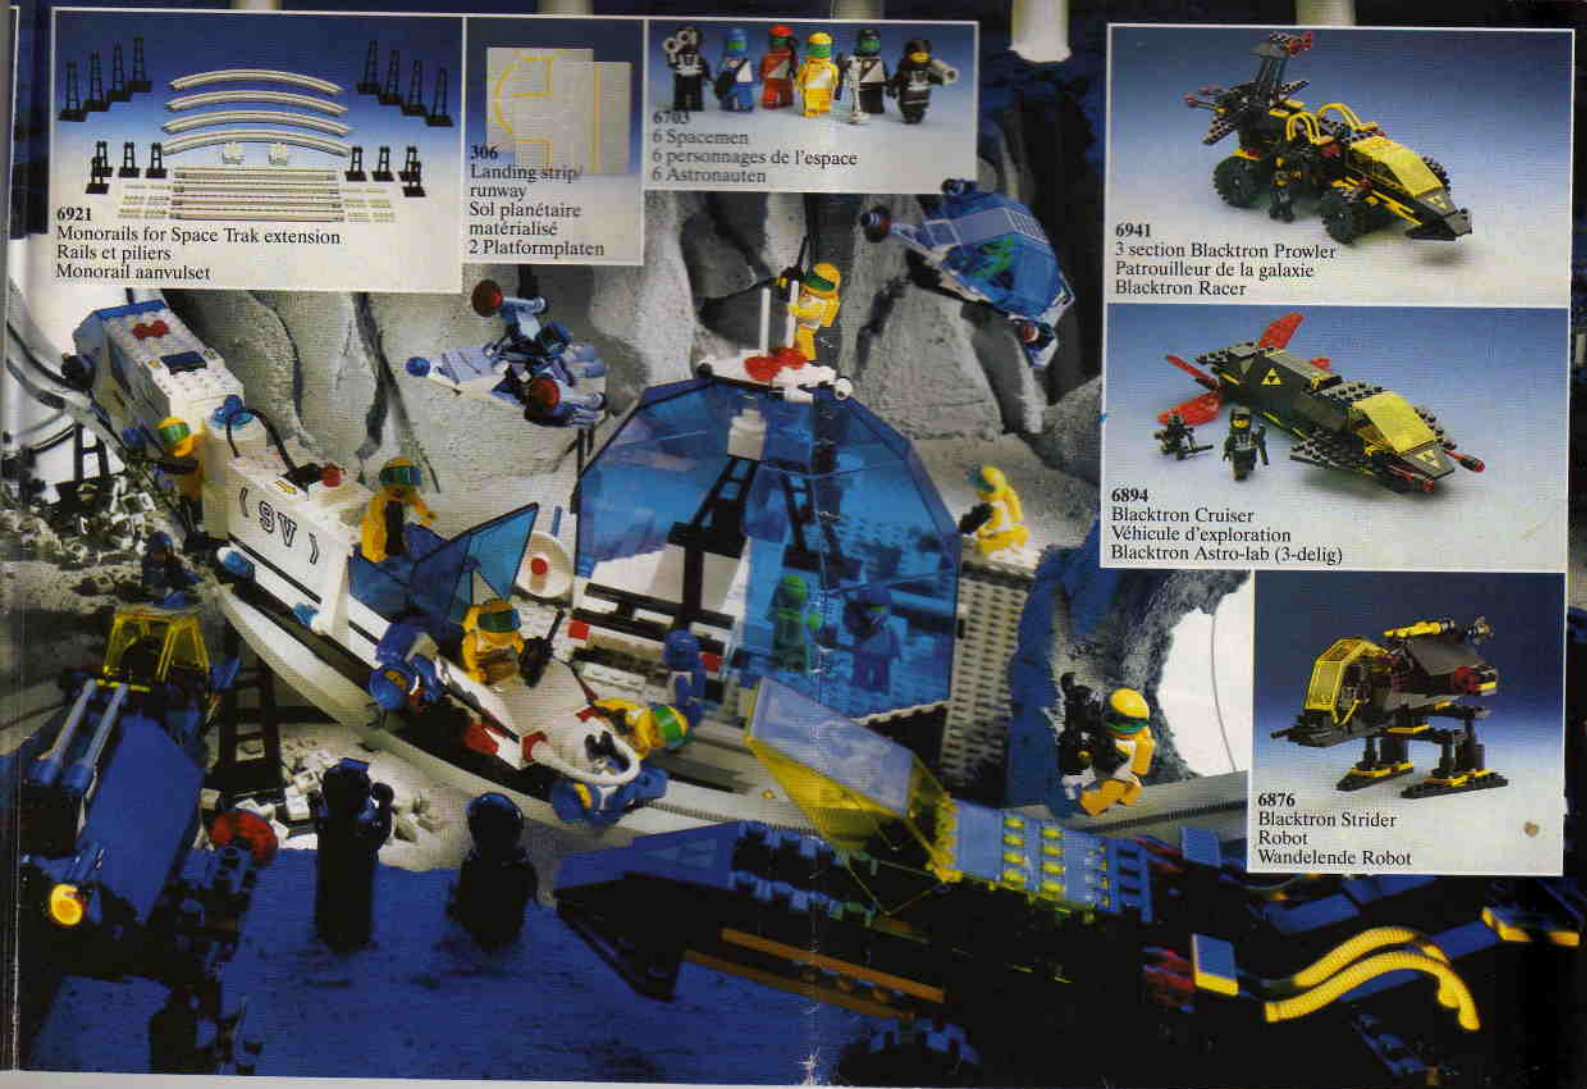 6921
Monorails for Space Trak extension
Rails et piliers
Monorail aanvulset
306
Landing strip/
runway
Sol planétaire
matérialisé
2 Platformplaten
6703
6 Spacemen
6 personnages de l'espace
6 Astronauten
6941
3 section Blacktron Prowler
Patrouilleur de la galaxie
Blacktron Racer
6894
Blacktron Cruiser
Véhicule d'exploration
Blacktron Astro-lab (3-delig)
6876
Blacktron Strider
Robot
Wandelende Robot
( 9V )